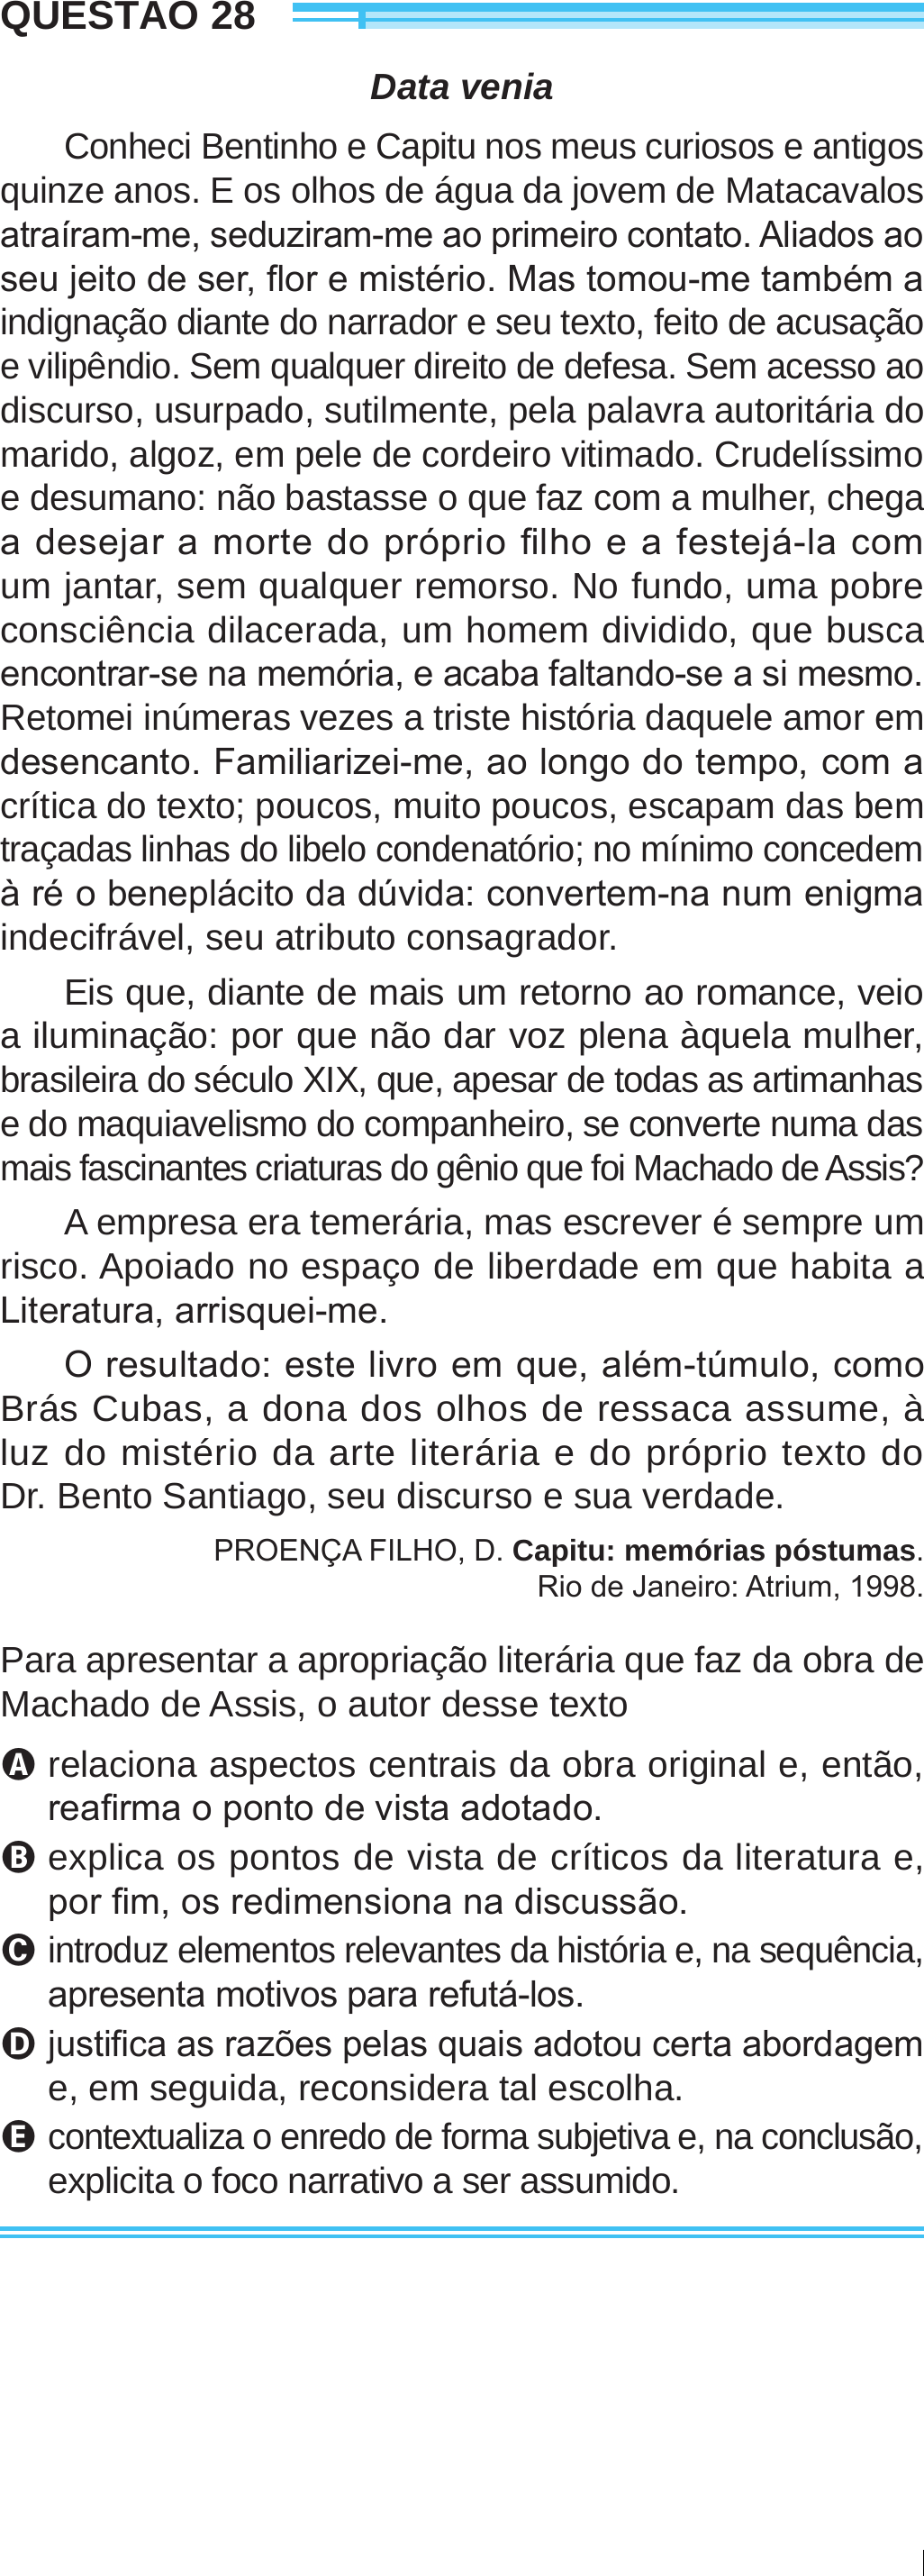 QUESTÃO 28
Data venia
Conheci Bentinho e Capitu nos meus curiosos e antigos
quinze anos. E os olhos de água da jovem de Matacavalos
atraíram-me, seduziram-me ao primeiro contato. Aliados ao
seu jeito de ser, flor e mistério. Mas tomou-me também a
indignação diante do narrador e seu texto, feito de acusação
e vilipêndio. Sem qualquer direito de defesa. Sem acesso ao
discurso, usurpado, sutilmente, pela palavra autoritária do
marido, algoz, em pele de cordeiro vitimado. Crudelíssimo
e desumano: não bastasse o que faz com a mulher, chega
a desejar a morte do próprio filho e a festejá-la com
um jantar, sem qualquer remorso. No fundo, uma pobre
consciência dilacerada, um homem dividido, que busca
encontrar-se na memória, e acaba faltando-se a si mesmo.
Retomei inúmeras vezes a triste história daquele amor em
desencanto. Familiarizei-me, ao longo do tempo, com a
crítica do texto; poucos, muito poucos, escapam das bem
traçadas linhas do libelo condenatório; no mínimo concedem
à ré o beneplácito da dúvida: convertem-na num enigma
indecifrável, seu atributo consagrador.
Eis que, diante de mais um retorno ao romance, veio
a iluminação: por que não dar voz plena àquela mulher,
brasileira do século XIX, que, apesar de todas as artimanhas
e do maquiavelismo do companheiro, se converte numa das
mais fascinantes criaturas do gênio que foi Machado de Assis?
A empresa era temerária, mas escrever é sempre um
risco. Apoiado no espaço de liberdade em que habita a
Literatura, arrisquei-me.
O resultado: este livro em que, além-túmulo, como
Brás Cubas, a dona dos olhos de ressaca assume, à
luz do mistério da arte literária e do próprio texto do
Dr. Bento Santiago, seu discurso e sua verdade.
PROENÇA FILHO, D. Capitu: memórias póstumas.
Rio de Janeiro: Atrium, 1998.
Para apresentar a apropriação literária que faz da obra de
Machado de Assis, o autor desse texto
A relaciona aspectos centrais da obra original e, então,
reafirma o ponto de vista adotado.
B explica os pontos de vista de críticos da literatura e,
por fim, os redimensiona na discussão.
C introduz elementos relevantes da história e, na sequência,
apresenta motivos para refutá-los.
D justifica as razões pelas quais adotou certa abordagem
e, em seguida, reconsidera tal escolha.
E contextualiza o enredo de forma subjetiva e, na conclusão,
explicita o foco narrativo a ser assumido.